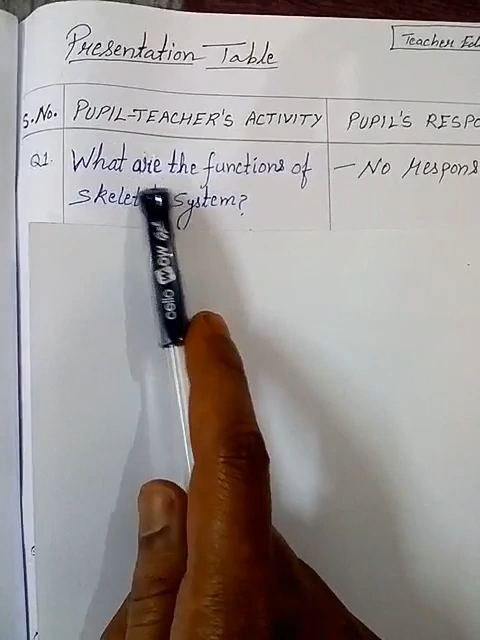 Presentation Table
Teacher Ed
S.No. PUPIL-TEACHER'S ACTIVITY PUPIL'S RESPO
Q1. What are the functions of - No respons
System?
cello